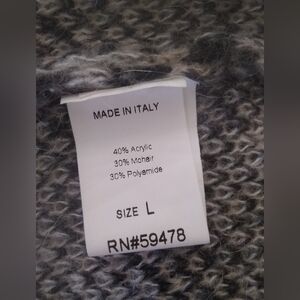 MADE IN ITALY
40% Acrylic
30% Mohair
30% Polyamide
SIZE L
RN#59478